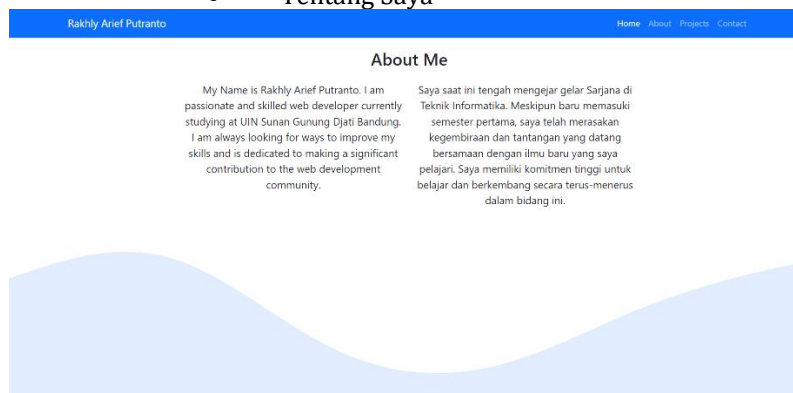 Tentang Saya
Rakhly Arief Putranto
Home About Projects Contact
About Me
My Name is Rakhly Arief Putranto. I am
passionate and skilled web developer currently
studying at UIN Sunan Gunung Djati Bandung.
I am always looking for ways to improve my
skills and is dedicated to making a significant
contribution to the web development
community.
Saya saat ini tengah mengejar gelar Sarjana di
Teknik Informatika. Meskipun baru memasuki
semester pertama, saya telah merasakan
kegembiraan dan tantangan yang datang
bersamaan dengan ilmu baru yang saya
pelajari. Saya memiliki komitmen tinggi untuk
belajar dan berkembang secara terus-menerus
dalam bidang ini.